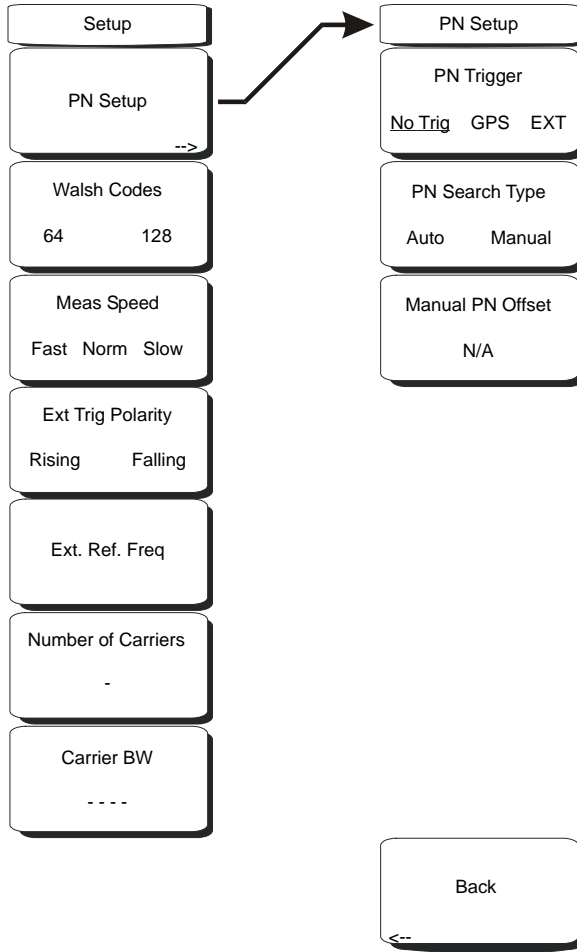 Setup
PN Setup
-->
Walsh Codes
64 128
Meas Speed
Fast Norm Slow
Ext Trig Polarity
Rising Falling
Ext. Ref. Freq
Number of Carriers
-
Carrier BW
- - - -
PN Setup
PN Trigger
No Trig GPS EXT
PN Search Type
Auto Manual
Manual PN Offset
N/A
Back
<--